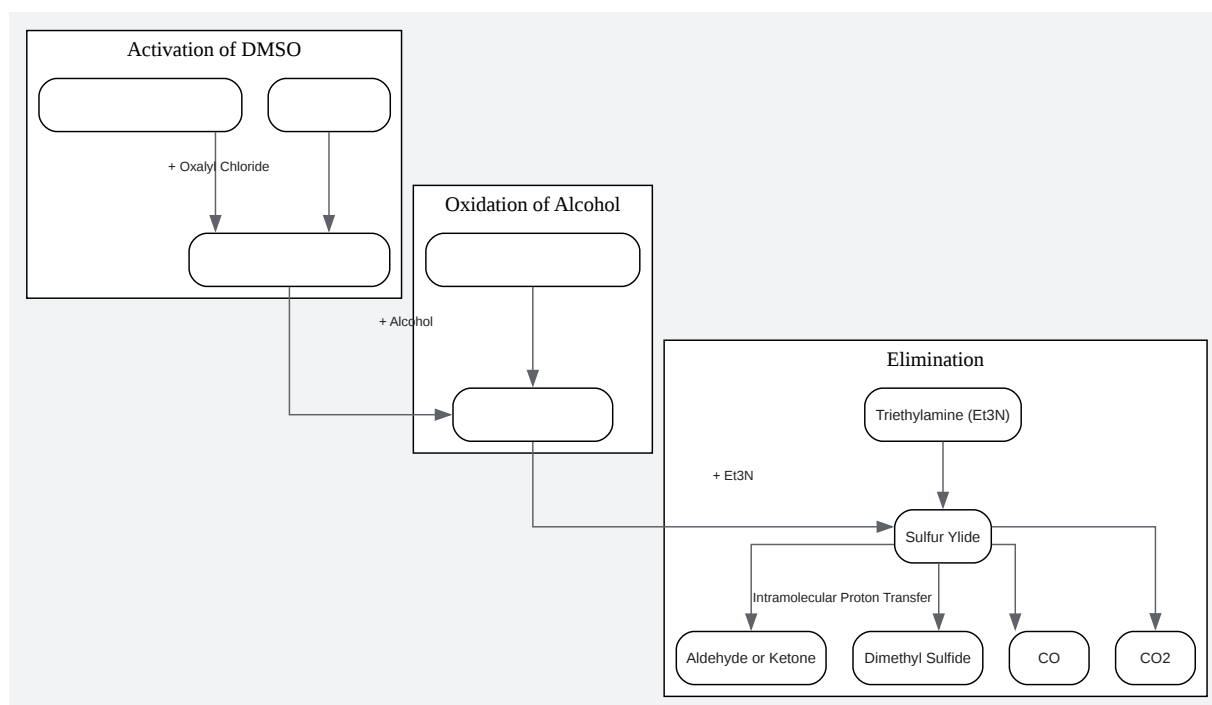 Activation of DMSO
+ Oxalyl Chloride
Oxidation of Alcohol
+ Alcohol
Elimination
Triethylamine (Et3N)
+ Et3N
Sulfur Ylide
Intramolecular Proton Transfer
Aldehyde or Ketone
Dimethyl Sulfide
CO
CO2